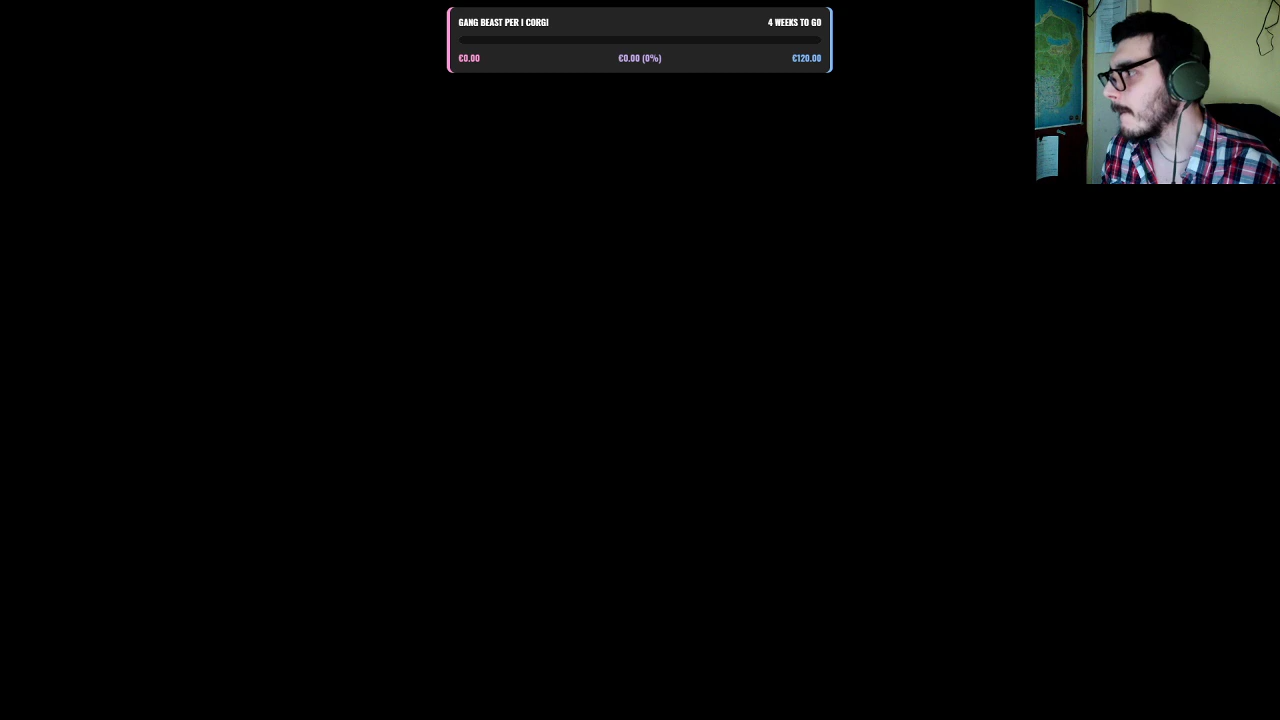 GANG BEAST PER I CORGI
4 WEEKS TO GO
€0.00
€0.00 (0%)
€120.00